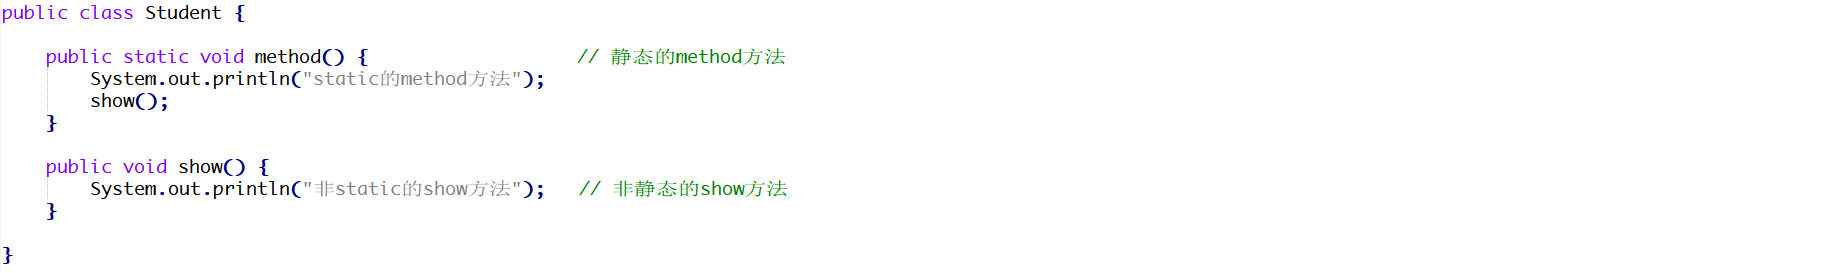 public class Student {
public static void method() { // 静态的method方法
System.out.println("static的method方法");
show();
}
public void show() {
System.out.println("非static的show方法"); // 非静态的show方法
}
}